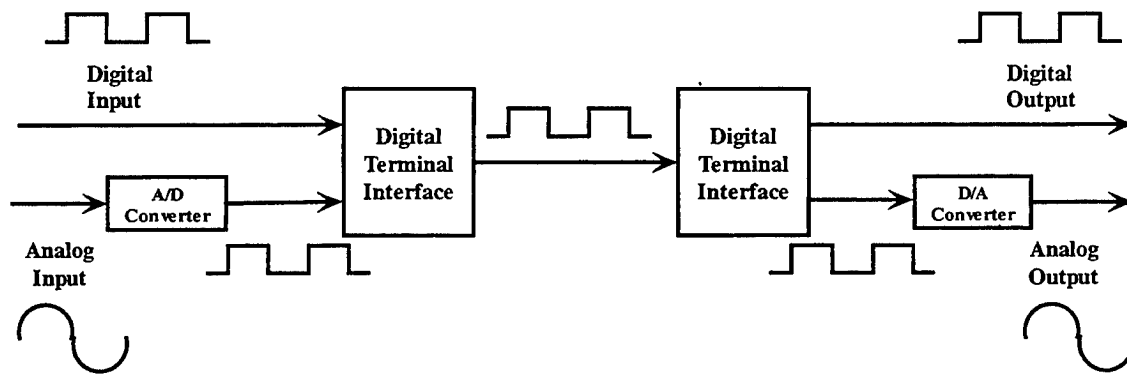 Digital
Input
Digital
Output
Digital
Terminal
Interface
Digital
Terminal
Interface
A/D
Converter
D/A
Converter
Analog
Input
Analog
Output